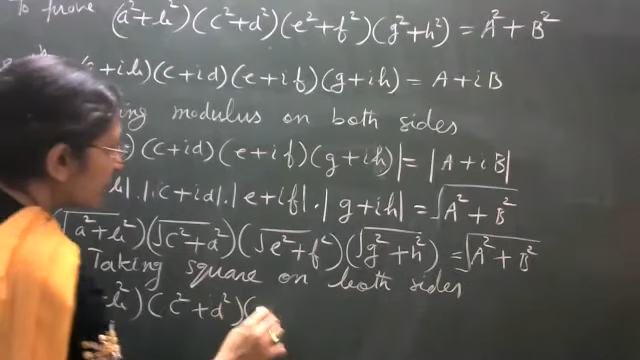 To prove (a²+b²)(c²+d²)(e²+f²)(g²+h²) = A²+B²
+ib)(c+id)(e+if)(g+ih) = A+iB
ing modulus on both sides
)(c+id)(e+if)(g+ih)| = |A+iB|
b|.|c+id|.|e+if|.|g+ih| = √A²+B²
√a²+b²)(√c²+d²)(√e²+f²)(√g²+h²) = √A²+B²
Taking square on both sides
b²)(c²+d²)(